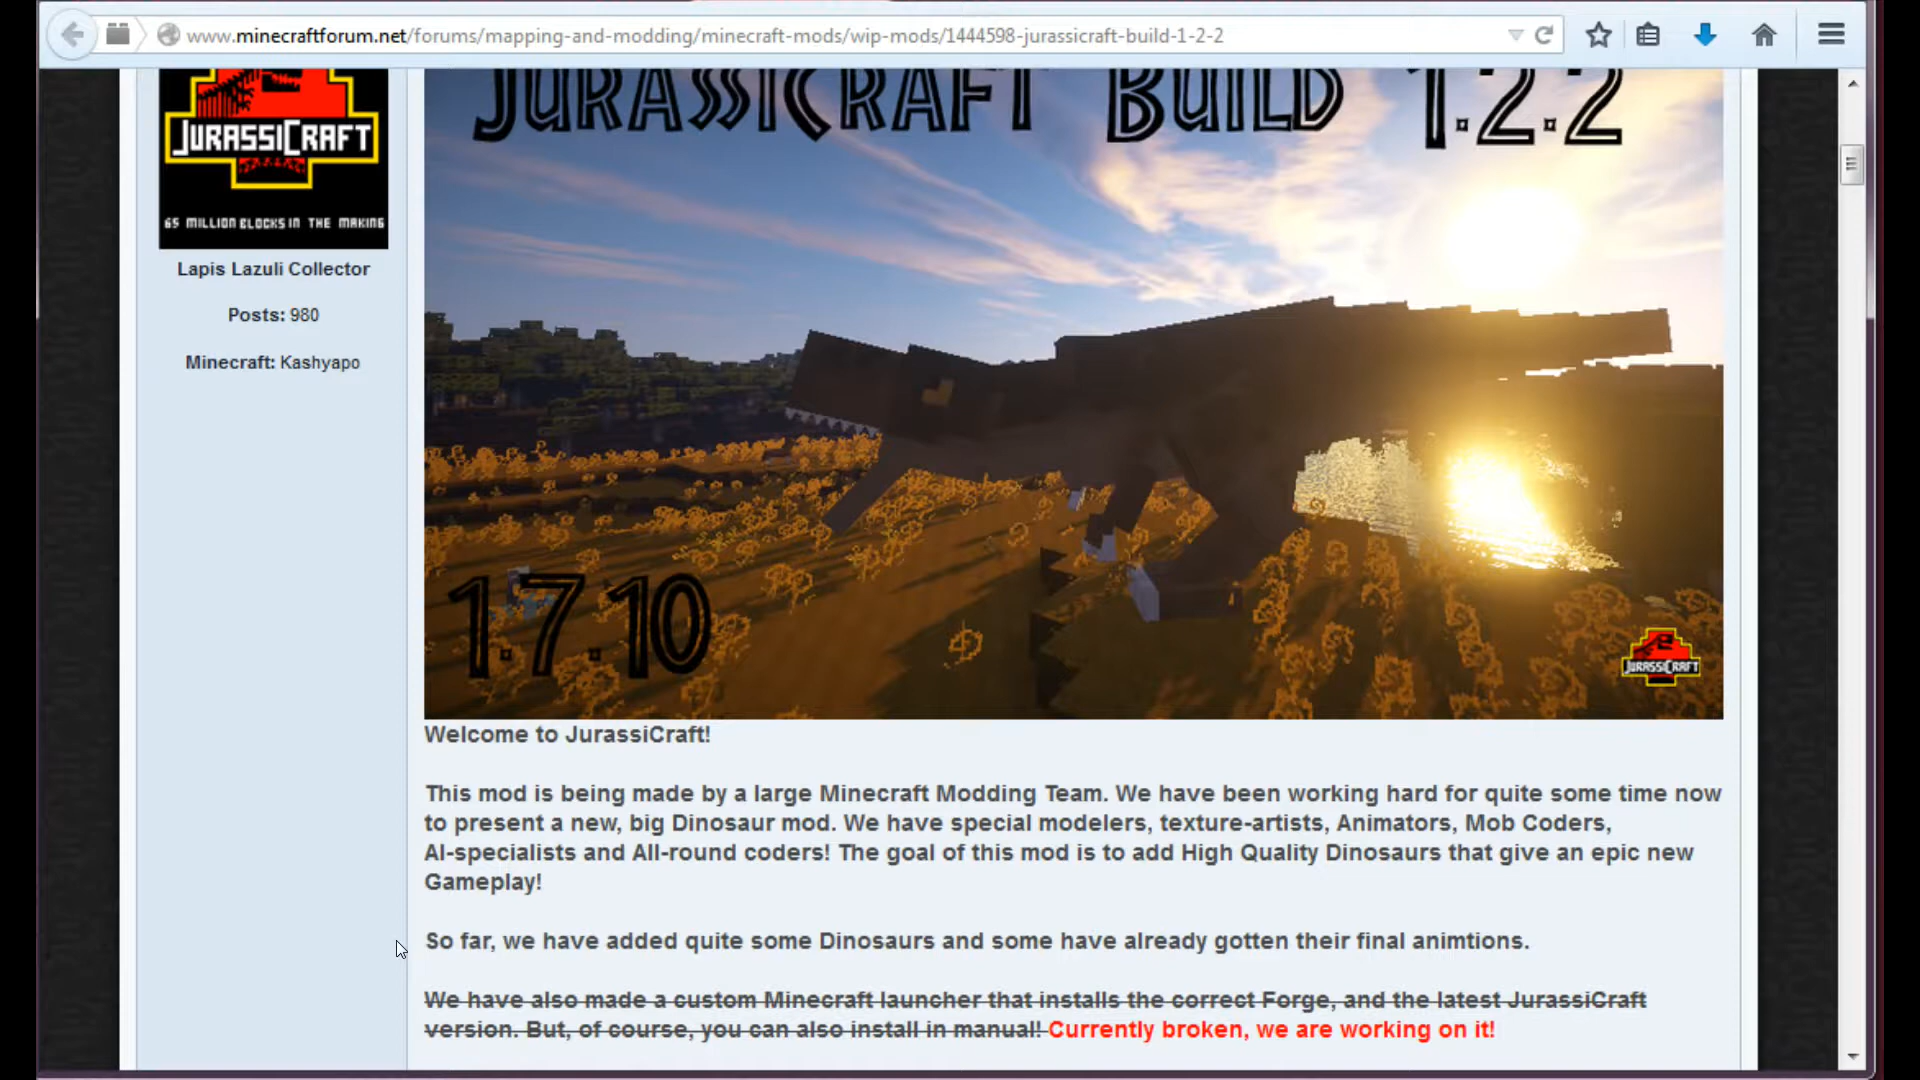 www.minecraftforum.net/forums/mapping-and-modding/minecraft-mods/wip-mods/1444598-jurassicraft-build-1-2-2
JURASSICRAFT BUILD 1.2.2
JURASSICRAFT
65 MILLION BLOCKS IN THE MAKING
Lapis Lazuli Collector
Posts: 980
Minecraft: Kashyapo
1.7.10
JURASSICRAFT
Welcome to JurassiCraft!
This mod is being made by a large Minecraft Modding Team. We have been working hard for quite some time now
to present a new, big Dinosaur mod. We have special modelers, texture-artists, Animators, Mob Coders,
AI-specialists and All-round coders! The goal of this mod is to add High Quality Dinosaurs that give an epic new
Gameplay!
So far, we have added quite some Dinosaurs and some have already gotten their final animtions.
We have also made a custom Minecraft launcher that installs the correct Forge, and the latest JurassiCraft
version. But, of course, you can also install in manual! Currently broken, we are working on it!